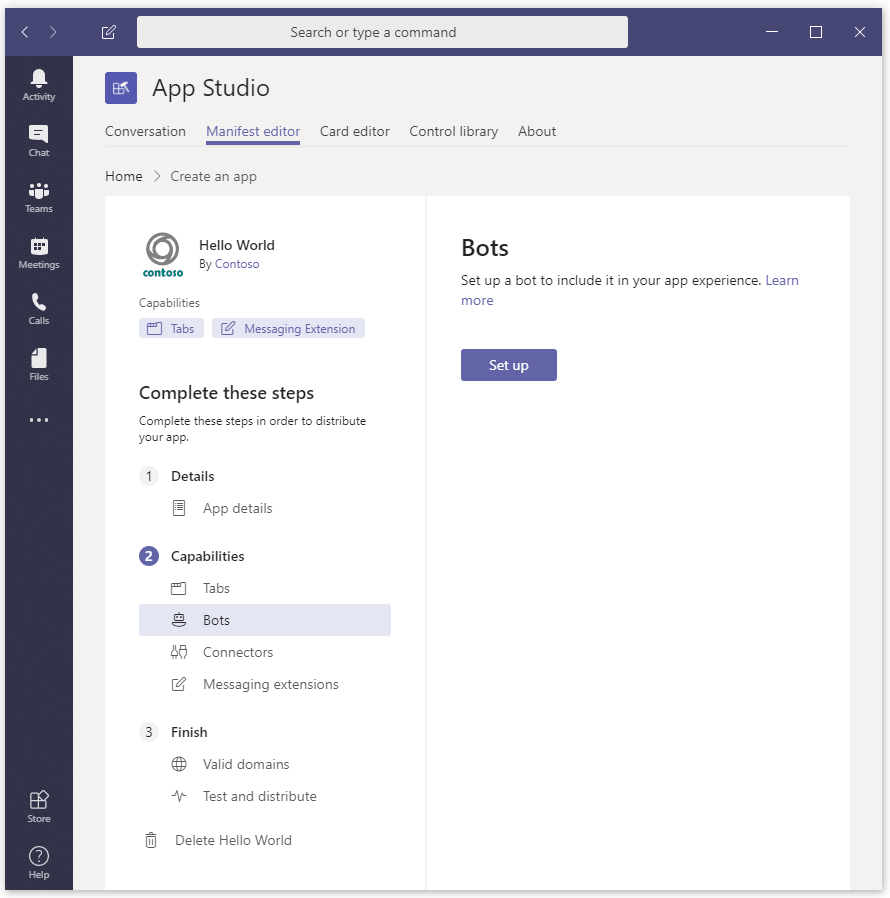 Search or type a command
Activity
Chat
Teams
Meetings
Calls
Files
Store
Help
App Studio
Conversation Manifest editor Card editor Control library About
Home > Create an app
contoso
Hello World
By Contoso
Capabilities
Tabs Messaging Extension
Complete these steps
Complete these steps in order to distribute
your app.
1 Details
App details
2 Capabilities
Tabs
Bots
Connectors
Messaging extensions
3 Finish
Valid domains
Test and distribute
Delete Hello World
Bots
Set up a bot to include it in your app experience. Learn
more
Set up